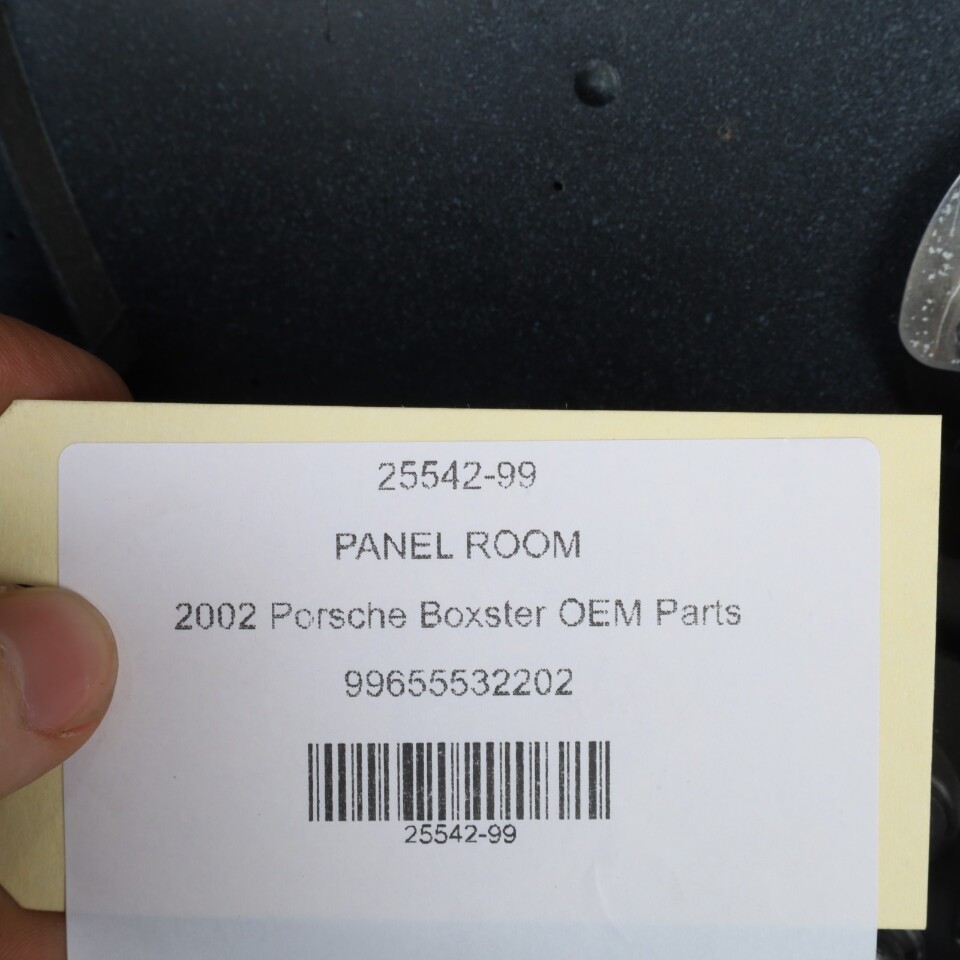 25542-99
PANEL ROOM
2002 Porsche Boxster OEM Parts
99655532202
25542-99